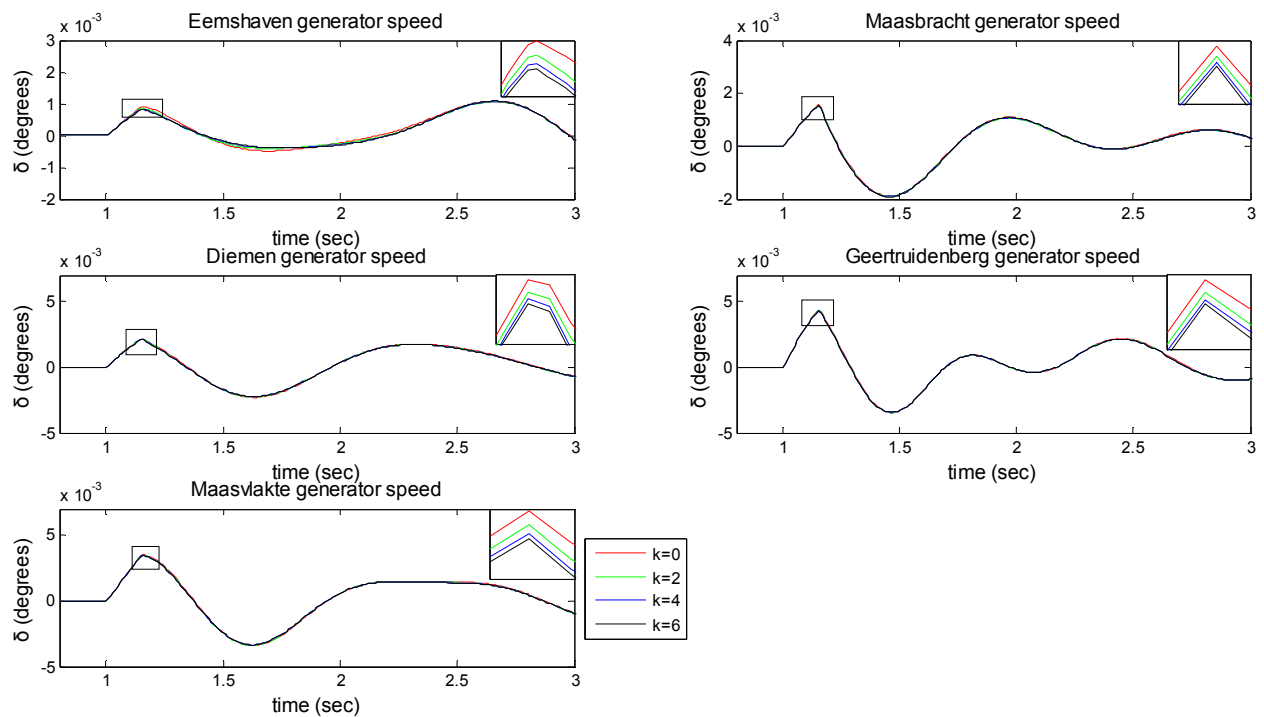 Eemshaven generator speed
x 10⁻³
3
2
1
0
-1
-2
δ (degrees)
1
1.5
2
2.5
3
time (sec)
Maasbracht generator speed
x 10⁻³
4
2
0
-2
δ (degrees)
1
1.5
2
2.5
3
time (sec)
Diemen generator speed
x 10⁻³
5
0
-5
δ (degrees)
1
1.5
2
2.5
3
time (sec)
Geertruidenberg generator speed
x 10⁻³
5
0
-5
δ (degrees)
1
1.5
2
2.5
3
time (sec)
Maasvlakte generator speed
x 10⁻³
5
0
-5
δ (degrees)
1
1.5
2
2.5
3
time (sec)
k=0
k=2
k=4
k=6